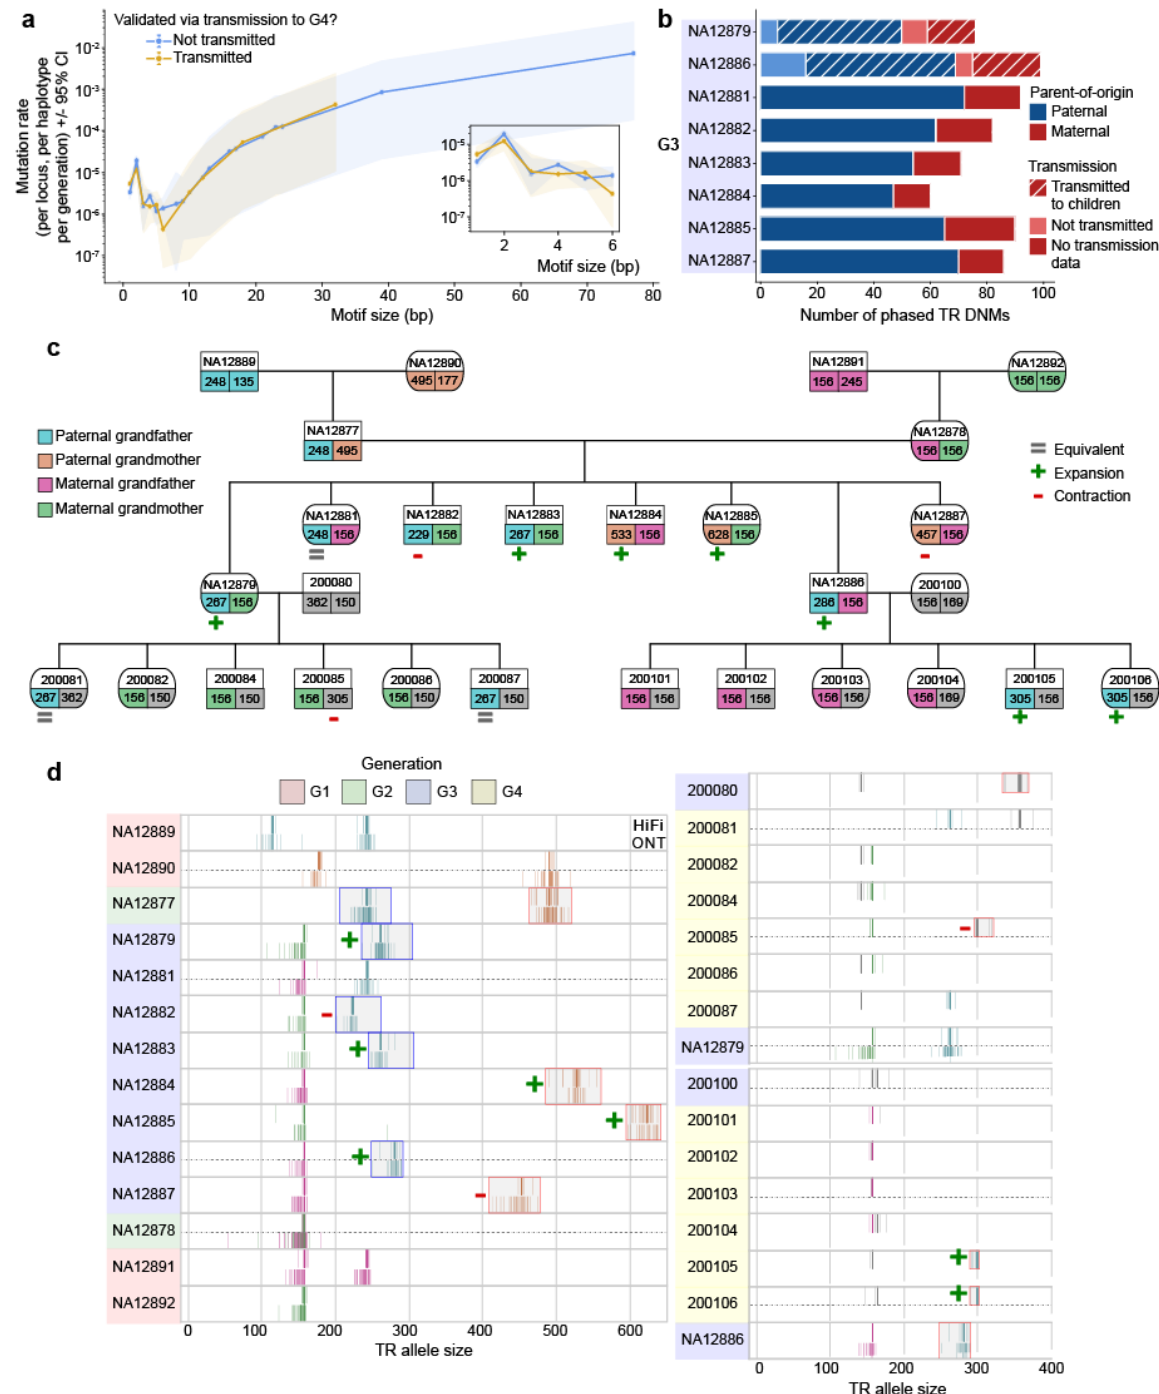 a
Validated via transmission to G4?
Not transmitted
Transmitted
Mutation rate
(per locus, per haplotype
per generation) +/- 95% CI
10-2
10-3
10-4
10-5
10-6
10-7
0 10 20 30 40 50 60 70 80
Motif size (bp)
10-5
10-6
10-7
2 4 6
Motif size (bp)
b
G3
NA12879
NA12886
NA12881
NA12882
NA12883
NA12884
NA12885
NA12887
0 20 40 60 80 100
Number of phased TR DNMs
Parent-of-origin
Paternal
Maternal
Transmission
Transmitted
to children
Not transmitted
No transmission
data
c
NA12889 NA12890 NA12891 NA12892
248 135 495 177 156 245 156 156
Paternal grandfather
Paternal grandmother
Maternal grandfather
Maternal grandmother
NA12877 NA12878
248 495 156 156
Equivalent
Expansion
Contraction
NA12881 NA12882 NA12883 NA12884 NA12885 NA12887
248 156 229 156 267 156 533 156 628 156 457 156
NA12879 200080 NA12886 200100
267 156 362 150 286 156 156 169
200081 200082 200084 200085 200086 200087 200101 200102 200103 200104 200105 200106
267 362 156 150 156 150 156 305 156 150 267 150 156 156 156 156 156 156 156 169 305 156 305 156
d
Generation
G1 G2 G3 G4
HiFi
ONT
NA12889
NA12890
NA12877
NA12879
NA12881
NA12882
NA12883
NA12884
NA12885
NA12886
NA12887
NA12878
NA12891
NA12892
0 100 200 300 400 500 600
TR allele size
200080
200081
200082
200084
200085
200086
200087
NA12879
200100
200101
200102
200103
200104
200105
200106
NA12886
0 100 200 300 400
TR allele size